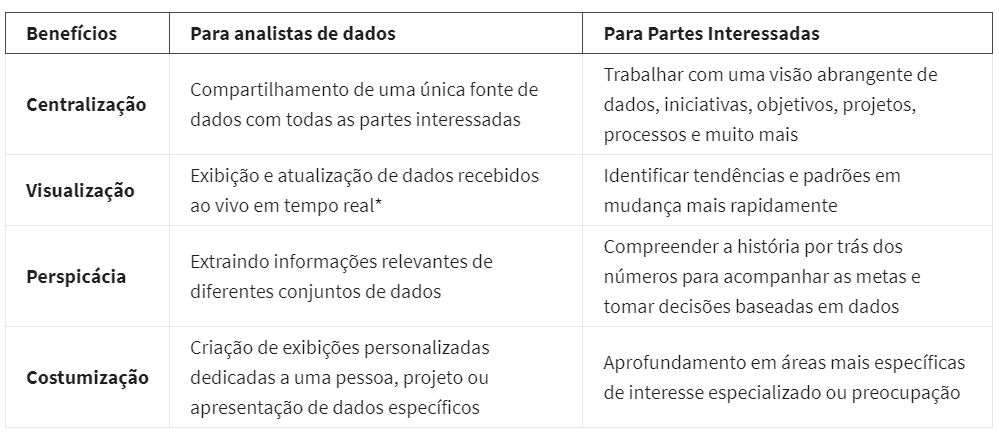 Benefícios
Para analistas de dados
Para Partes Interessadas
Centralização
Compartilhamento de uma única fonte de
dados com todas as partes interessadas
Trabalhar com uma visão abrangente de
dados, iniciativas, objetivos, projetos,
processos e muito mais
Visualização
Exibição e atualização de dados recebidos
ao vivo em tempo real*
Identificar tendências e padrões em
mudança mais rapidamente
Perspicácia
Extraindo informações relevantes de
diferentes conjuntos de dados
Compreender a história por trás dos
números para acompanhar as metas e
tomar decisões baseadas em dados
Costumização
Criação de exibições personalizadas
dedicadas a uma pessoa, projeto ou
apresentação de dados específicos
Aprofundamento em áreas mais específicas
de interesse especializado ou preocupação